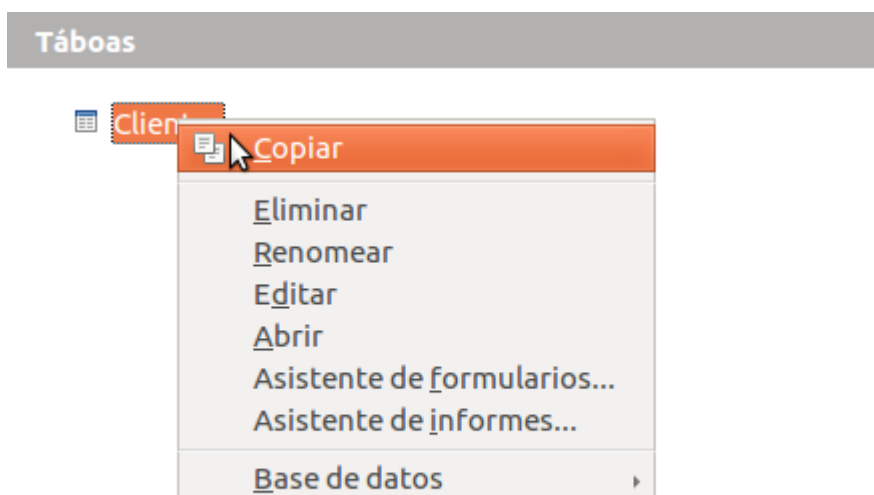 Táboas
Copiar
Eliminar
Renomear
Editar
Abrir
Asistente de formularios...
Asistente de informes...
Base de datos